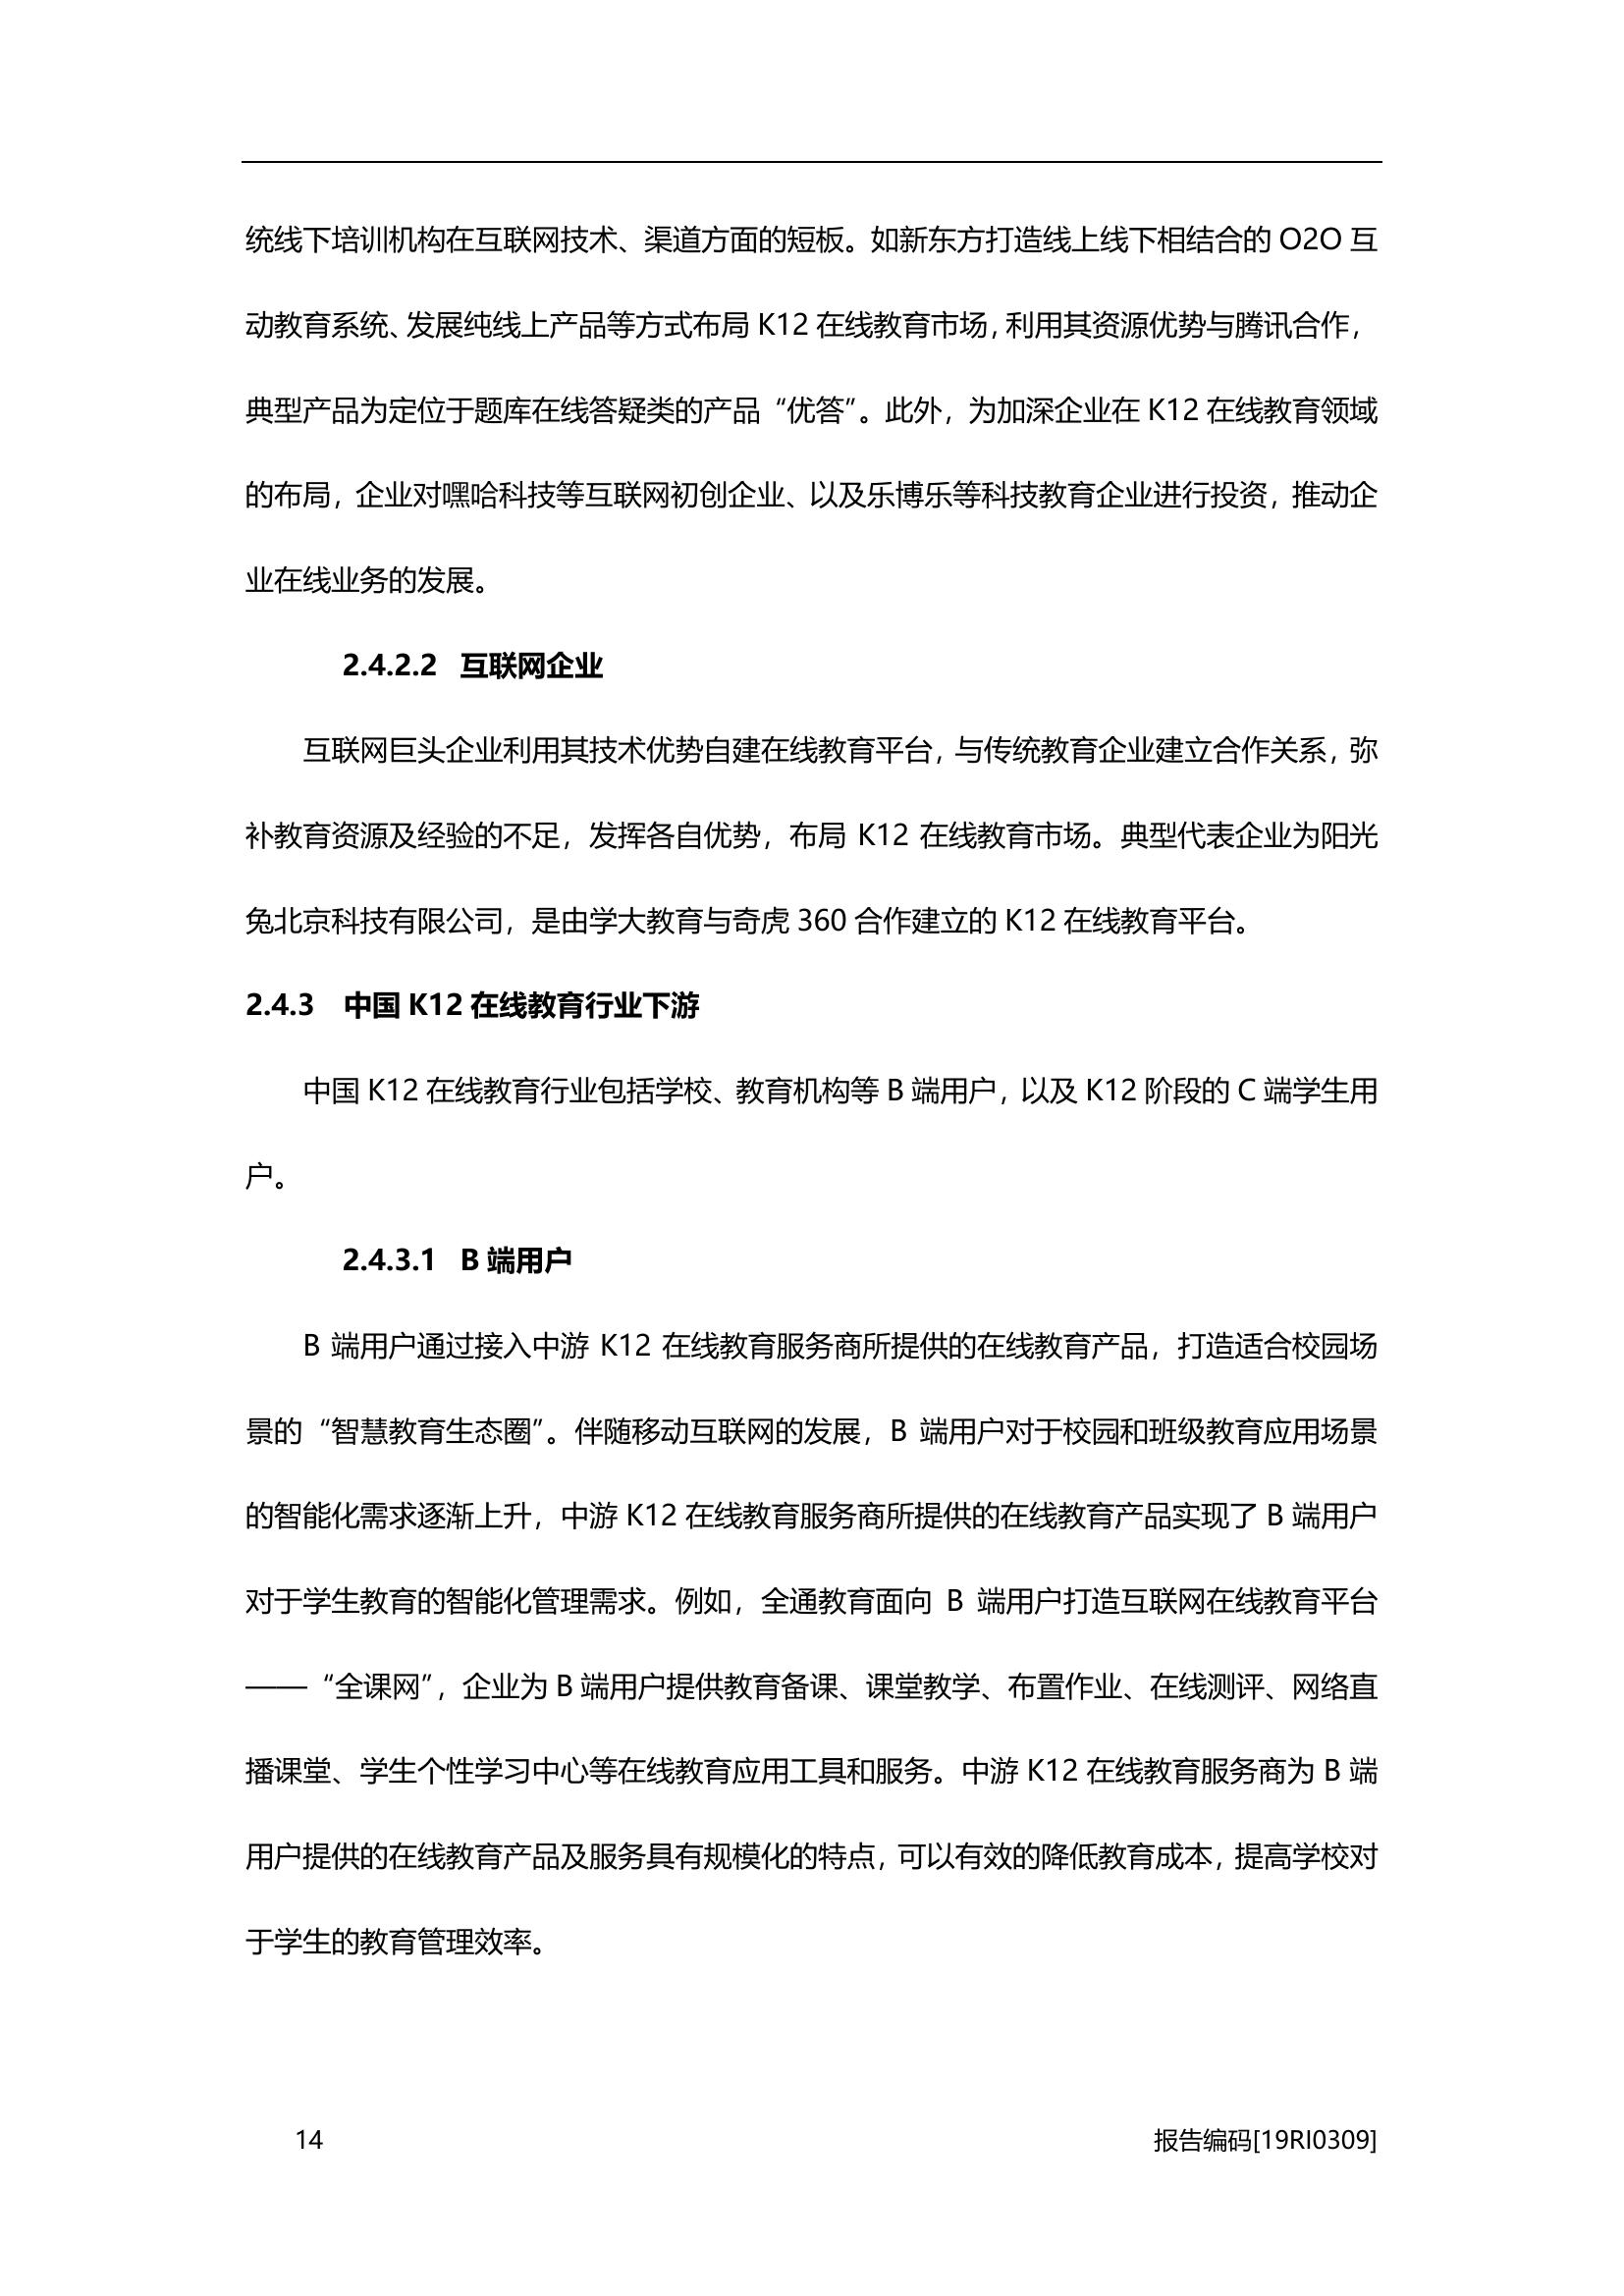 统线下培训机构在互联网技术、渠道方面的短板。如新东方打造线上线下相结合的 O2O 互
动教育系统、发展纯线上产品等方式布局 K12 在线教育市场，利用其资源优势与腾讯合作，
典型产品为定位于题库在线答疑类的产品“优答”。此外，为加深企业在 K12 在线教育领域
的布局，企业对嘿哈科技等互联网初创企业、以及乐博乐等科技教育企业进行投资，推动企
业在线业务的发展。
2.4.2.2 互联网企业
互联网巨头企业利用其技术优势自建在线教育平台，与传统教育企业建立合作关系，弥
补教育资源及经验的不足，发挥各自优势，布局 K12 在线教育市场。典型代表企业为阳光
兔北京科技有限公司，是由学大教育与奇虎 360 合作建立的 K12 在线教育平台。
2.4.3 中国 K12 在线教育行业下游
中国 K12 在线教育行业包括学校、教育机构等 B 端用户，以及 K12 阶段的 C 端学生用
户。
2.4.3.1 B 端用户
B 端用户通过接入中游 K12 在线教育服务商所提供的在线教育产品，打造适合校园场
景的“智慧教育生态圈”。伴随移动互联网的发展，B 端用户对于校园和班级教育应用场景
的智能化需求逐渐上升，中游 K12 在线教育服务商所提供的在线教育产品实现了 B 端用户
对于学生教育的智能化管理需求。例如，全通教育面向 B 端用户打造互联网在线教育平台
——“全课网”，企业为 B 端用户提供教育备课、课堂教学、布置作业、在线测评、网络直
播课堂、学生个性学习中心等在线教育应用工具和服务。中游 K12 在线教育服务商为 B 端
用户提供的在线教育产品及服务具有规模化的特点，可以有效的降低教育成本，提高学校对
于学生的教育管理效率。
14 报告编码[19RI0309]